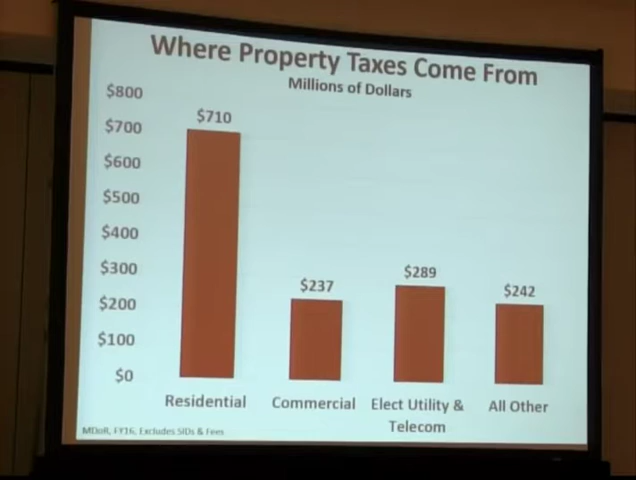 Where Property Taxes Come From
Millions of Dollars
$800
$700
$600
$500
$400
$300
$200
$100
$0
$710
$237
$289
$242
Residential
Commercial
Elect Utility &
Telecom
All Other
MDoR, FY16, Excludes SIDs & Fees